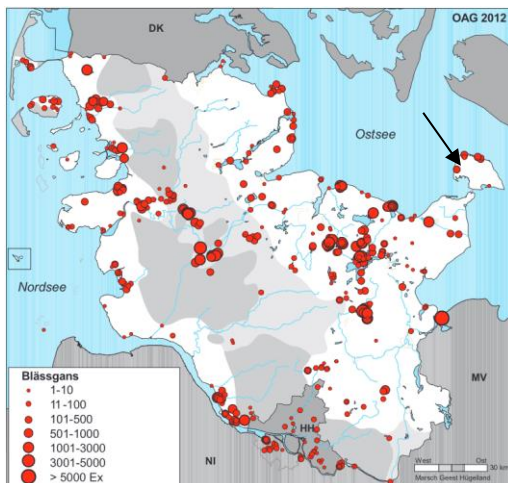 OAG 2012
DK
Ostsee
Nordsee
MV
HH
NI
Blässgans
1-10
11-100
101-500
501-1000
1001-3000
3001-5000
> 5000 Ex
West Ost
30 km
Marsch Geest Hügelland